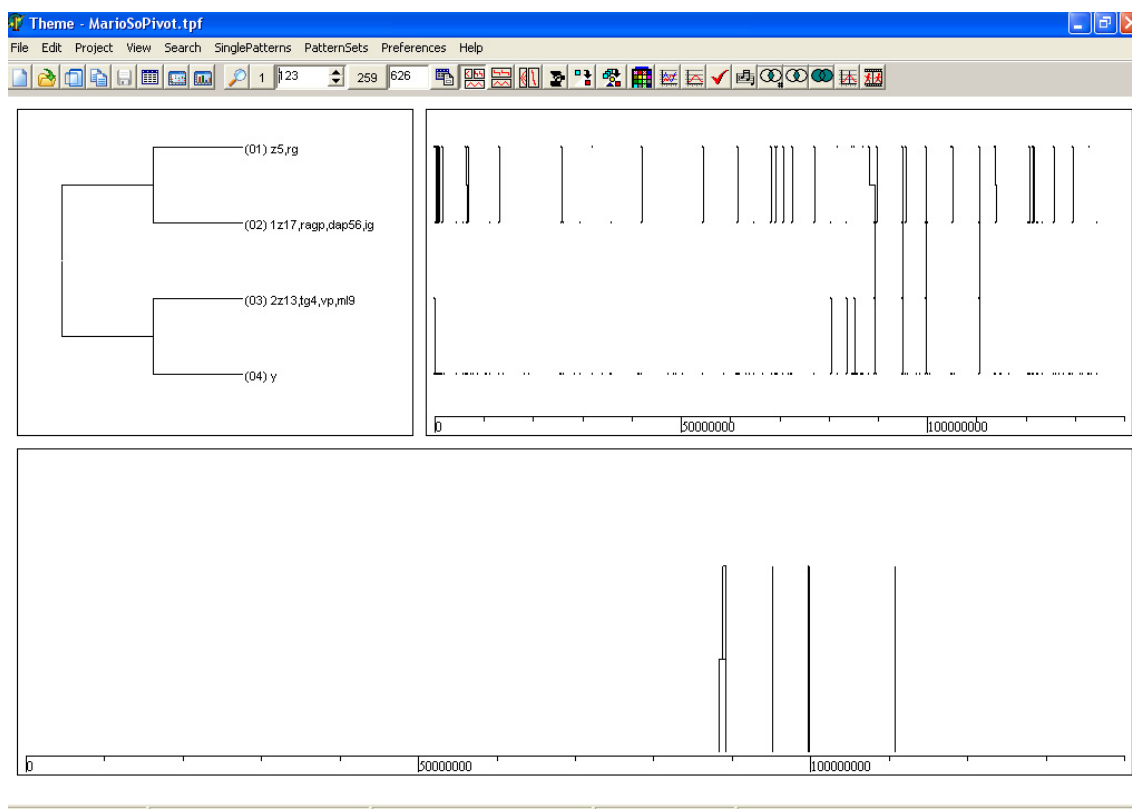 Theme - MarioSoPivot.tpf
File Edit Project View Search SinglePatterns PatternSets Preferences Help
1 123 259 626
(01) z5,rg
(02) 1z17,ragp,dap56,jg
(03) 2z13,tg4,vp,ml9
(04) y
0 50000000 100000000
0 50000000 100000000